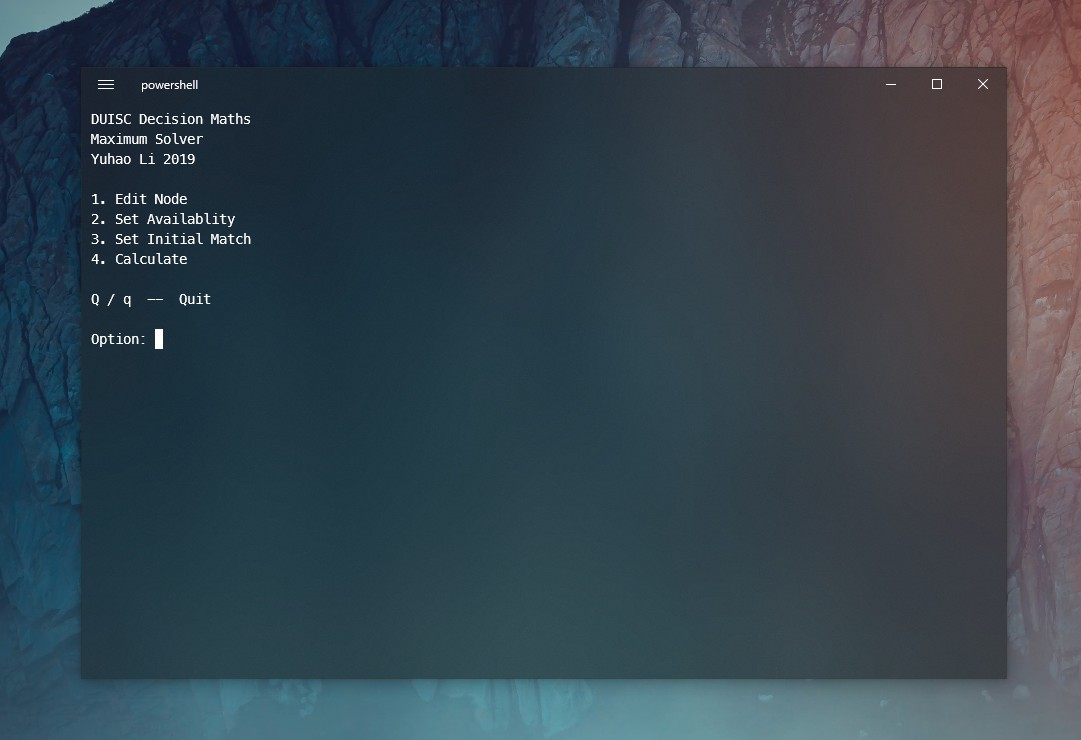 powershell
DUISC Decision Maths
Maximum Solver
Yuhao Li 2019
1. Edit Node
2. Set Availablity
3. Set Initial Match
4. Calculate
Q / q -- Quit
Option: